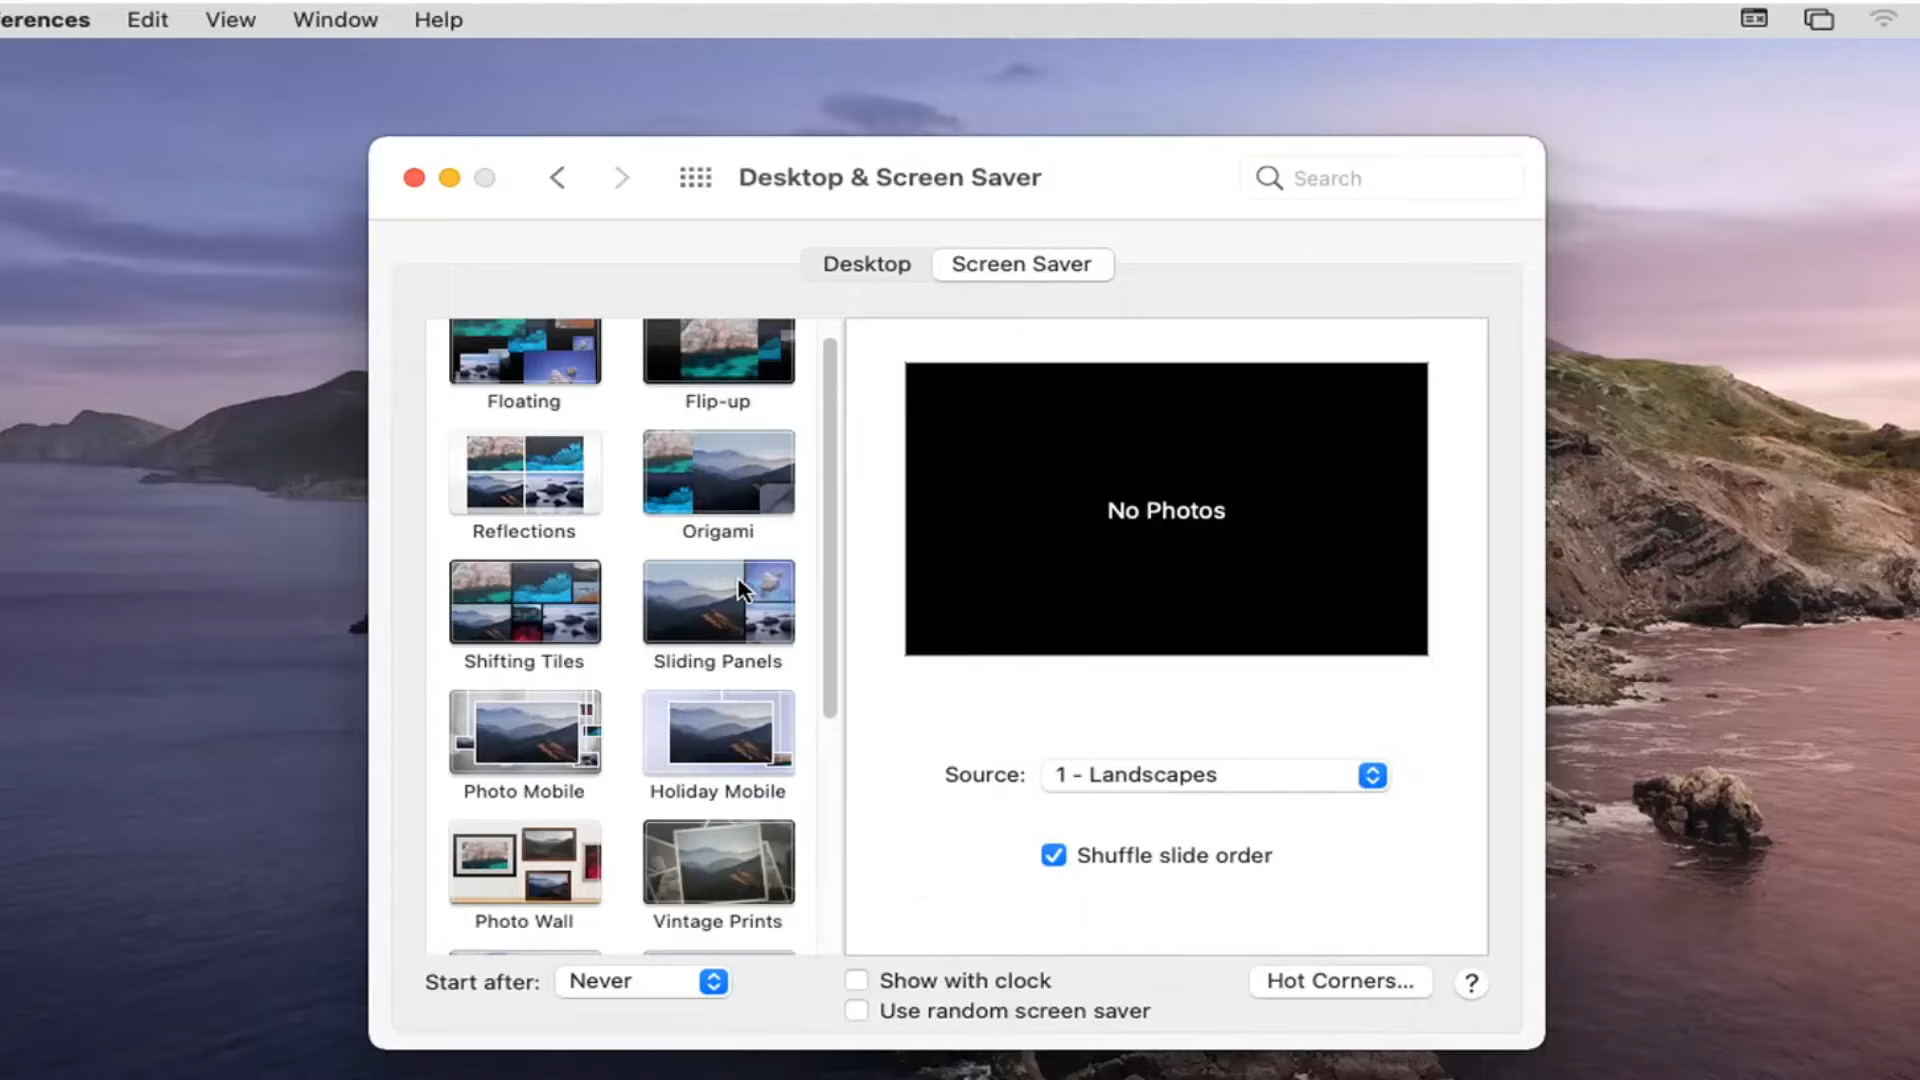 erences Edit View Window Help
Desktop & Screen Saver
Search
Desktop
Screen Saver
Floating
Flip-up
Reflections
Origami
Shifting Tiles
Sliding Panels
Photo Mobile
Holiday Mobile
Photo Wall
Vintage Prints
No Photos
Source: 1 - Landscapes
Shuffle slide order
Start after: Never
Show with clock
Use random screen saver
Hot Corners...
?